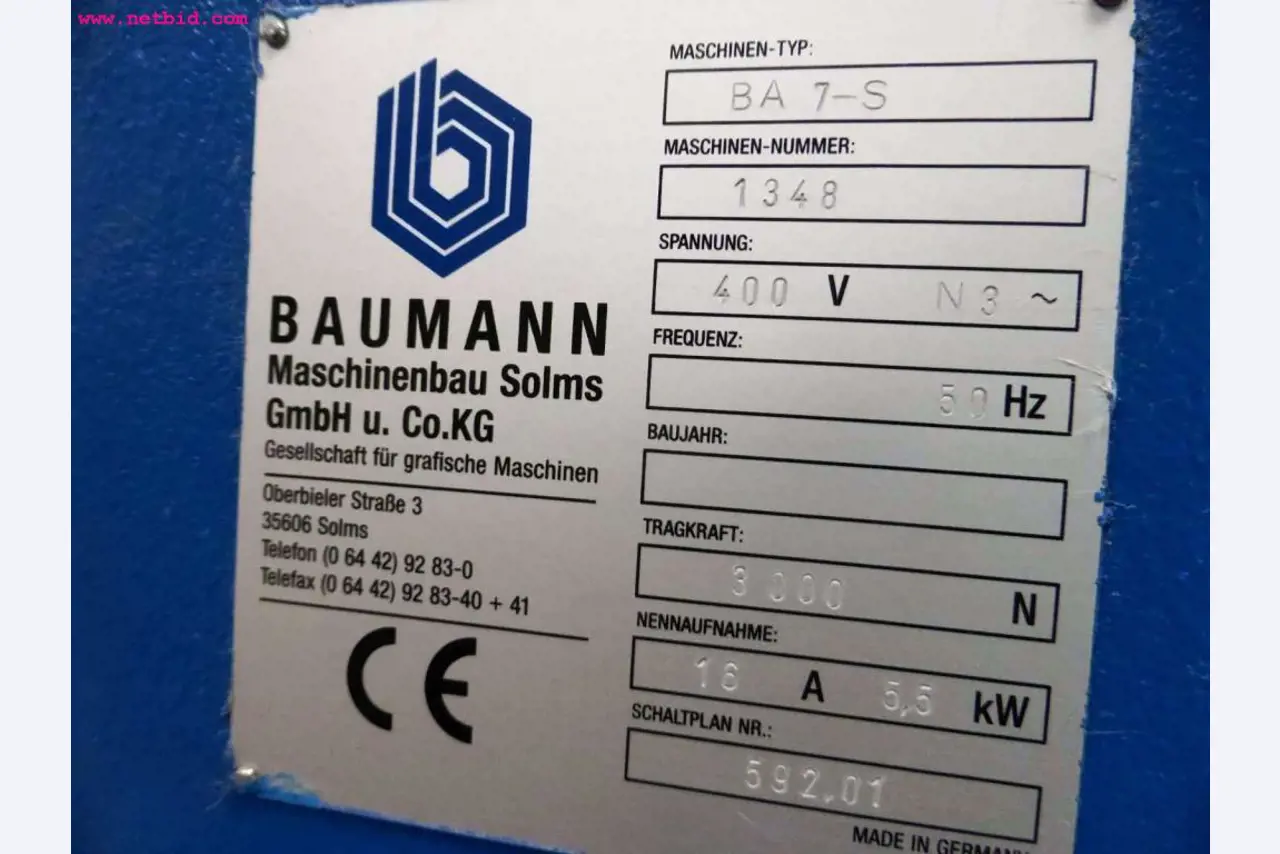 www.netbid.com
BAUMANN
Maschinenbau Solms
GmbH u. Co.KG
Gesellschaft für grafische Maschinen
Oberbieler Straße 3
35606 Solms
Telefon (0 64 42) 92 83-0
Telefax (0 64 42) 92 83-40 + 41
CE
MASCHINEN-TYP:
BA 7-S
MASCHINEN-NUMMER:
1348
SPANNUNG:
400 V N3 ~
FREQUENZ:
50 Hz
BAUJAHR:
TRAGKRAFT:
3000 N
NENNAUFNAHME:
16 A 5,5 kW
SCHALTPLAN NR.:
592.01
MADE IN GERMANY